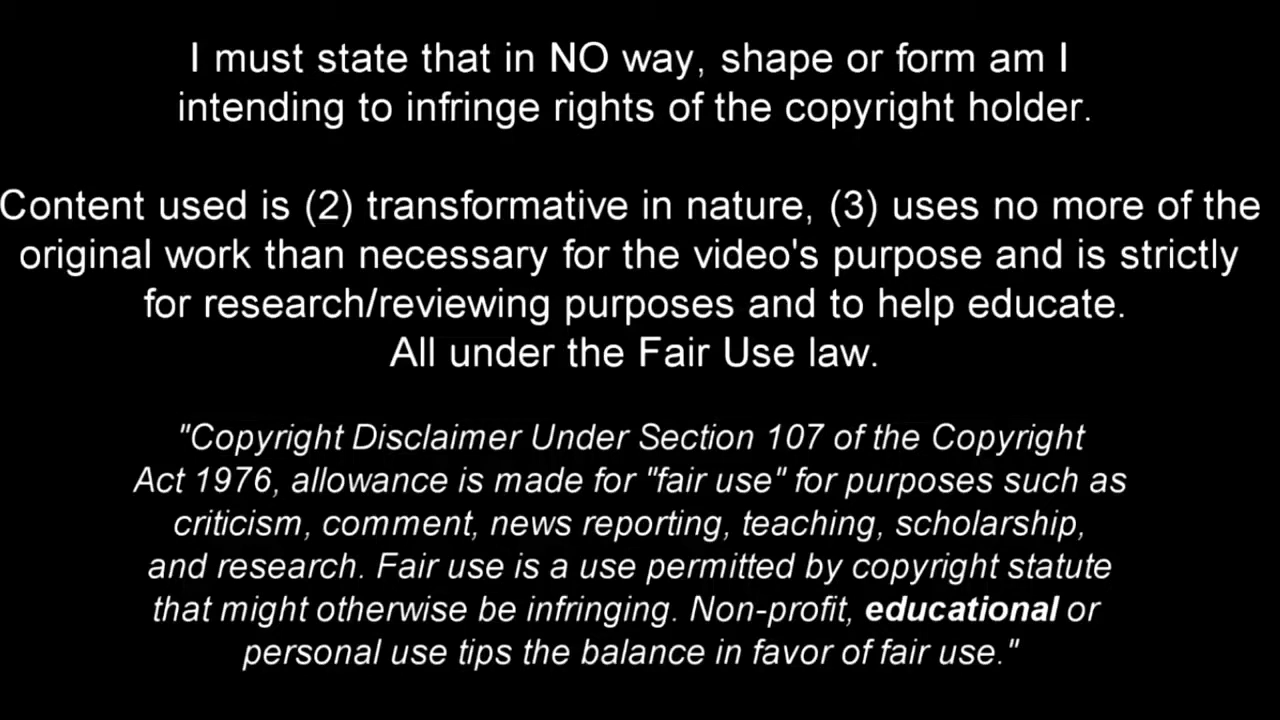 I must state that in NO way, shape or form am I
intending to infringe rights of the copyright holder.
Content used is (2) transformative in nature, (3) uses no more of the
original work than necessary for the video's purpose and is strictly
for research/reviewing purposes and to help educate.
All under the Fair Use law.
"Copyright Disclaimer Under Section 107 of the Copyright
Act 1976, allowance is made for "fair use" for purposes such as
criticism, comment, news reporting, teaching, scholarship,
and research. Fair use is a use permitted by copyright statute
that might otherwise be infringing. Non-profit, educational or
personal use tips the balance in favor of fair use."